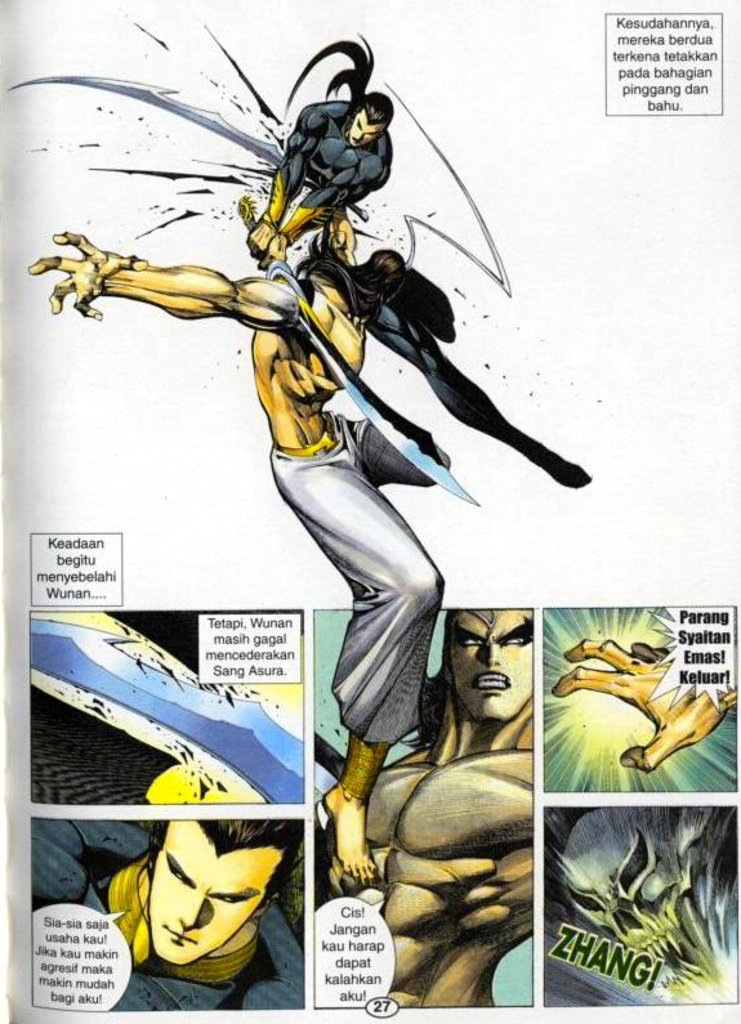 Kesudahannya,
mereka berdua
terkena tetakkan
pada bahagian
pinggang dan
bahu.
Keadaan
begitu
menyebelahi
Wunan....
Tetapi, Wunan
masih gagal
mencederakan
Sang Asura.
Sia-sia saja
usaha kau!
Jika kau makin
agresif maka
makin mudah
bagi aku!
Cis!
Jangan
kau harap
dapat
kalahkan
aku!
Parang
Syaitan
Emas!
Keluar!
ZHANG!
27